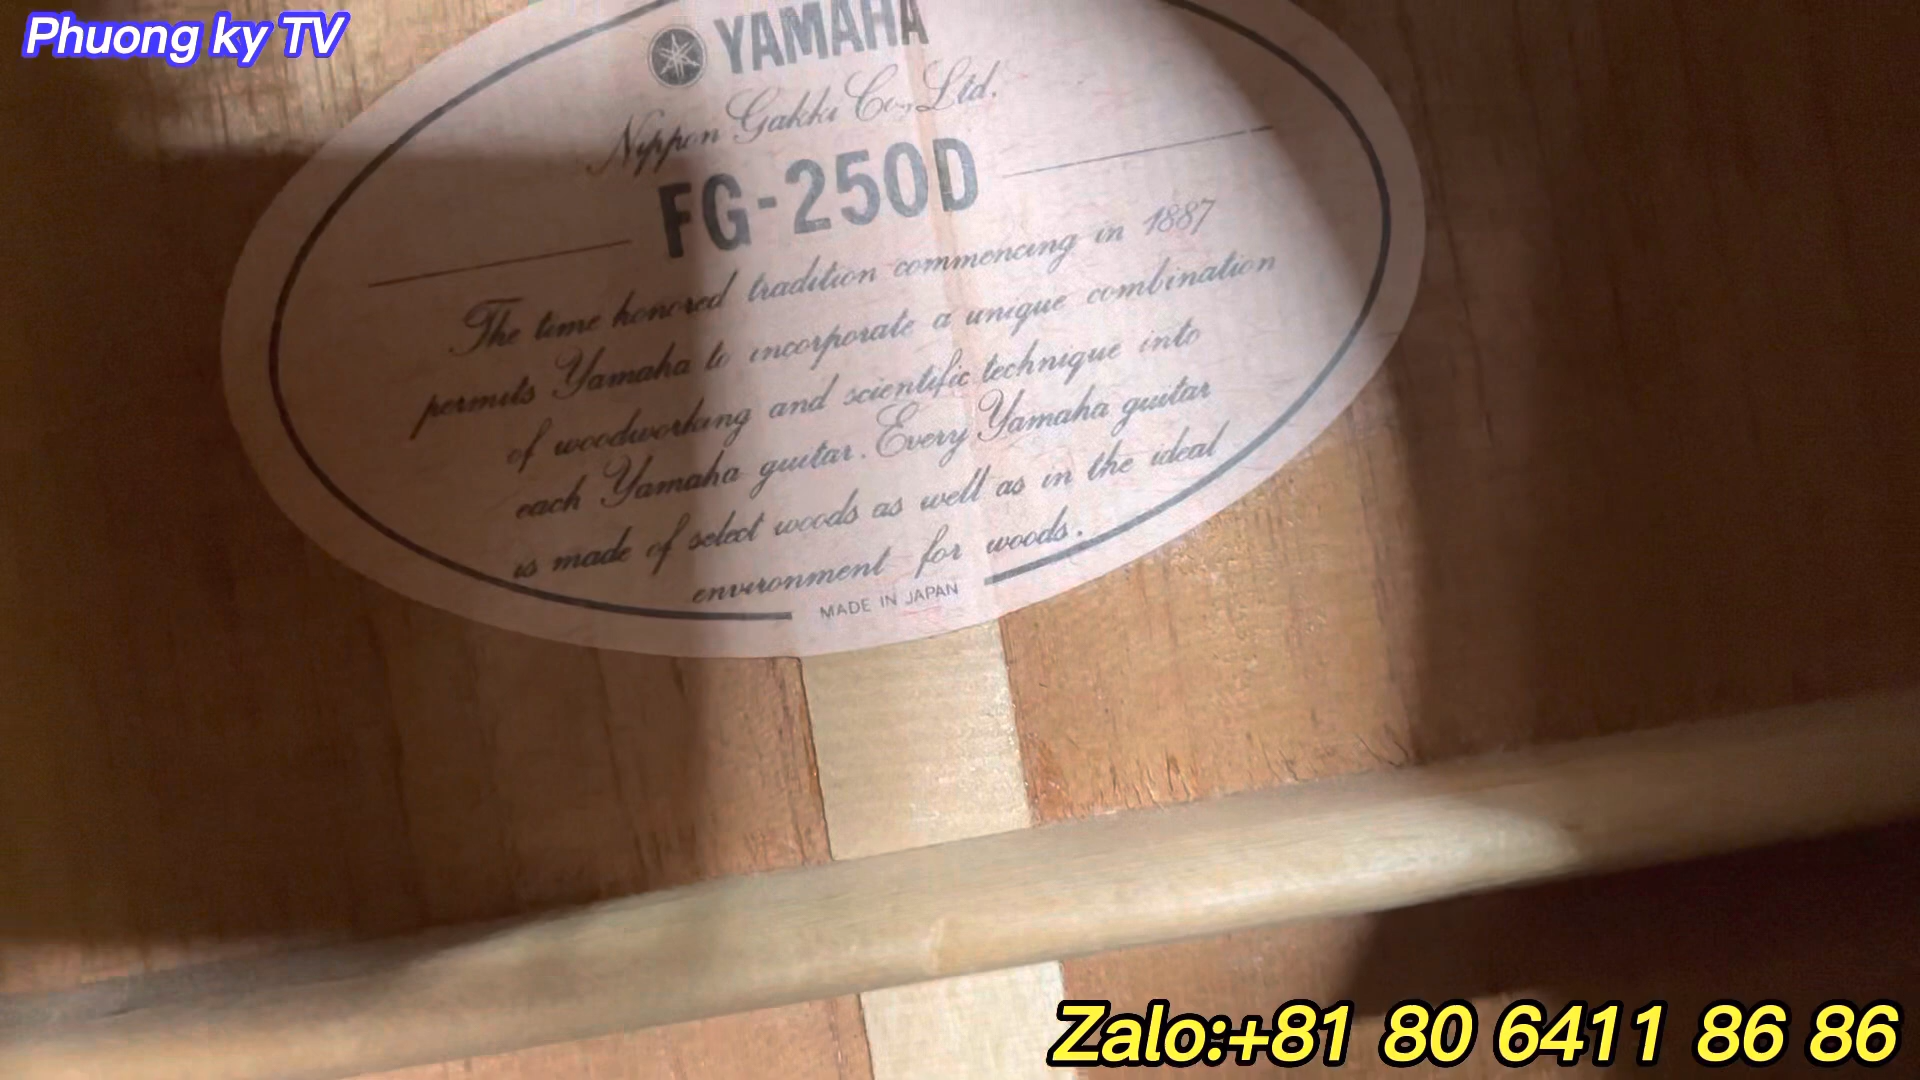 Phuong ky TV
YAMAHA
Nippon Gakki Co., Ltd.
FG-250D
The time honored tradition commencing in 1887
permits Yamaha to incorporate a unique combination
of woodworking and scientific technique into
each Yamaha guitar. Every Yamaha guitar
is made of select woods as well as in the ideal
environment for woods.
MADE IN JAPAN
Zalo:+81 80 6411 86 86